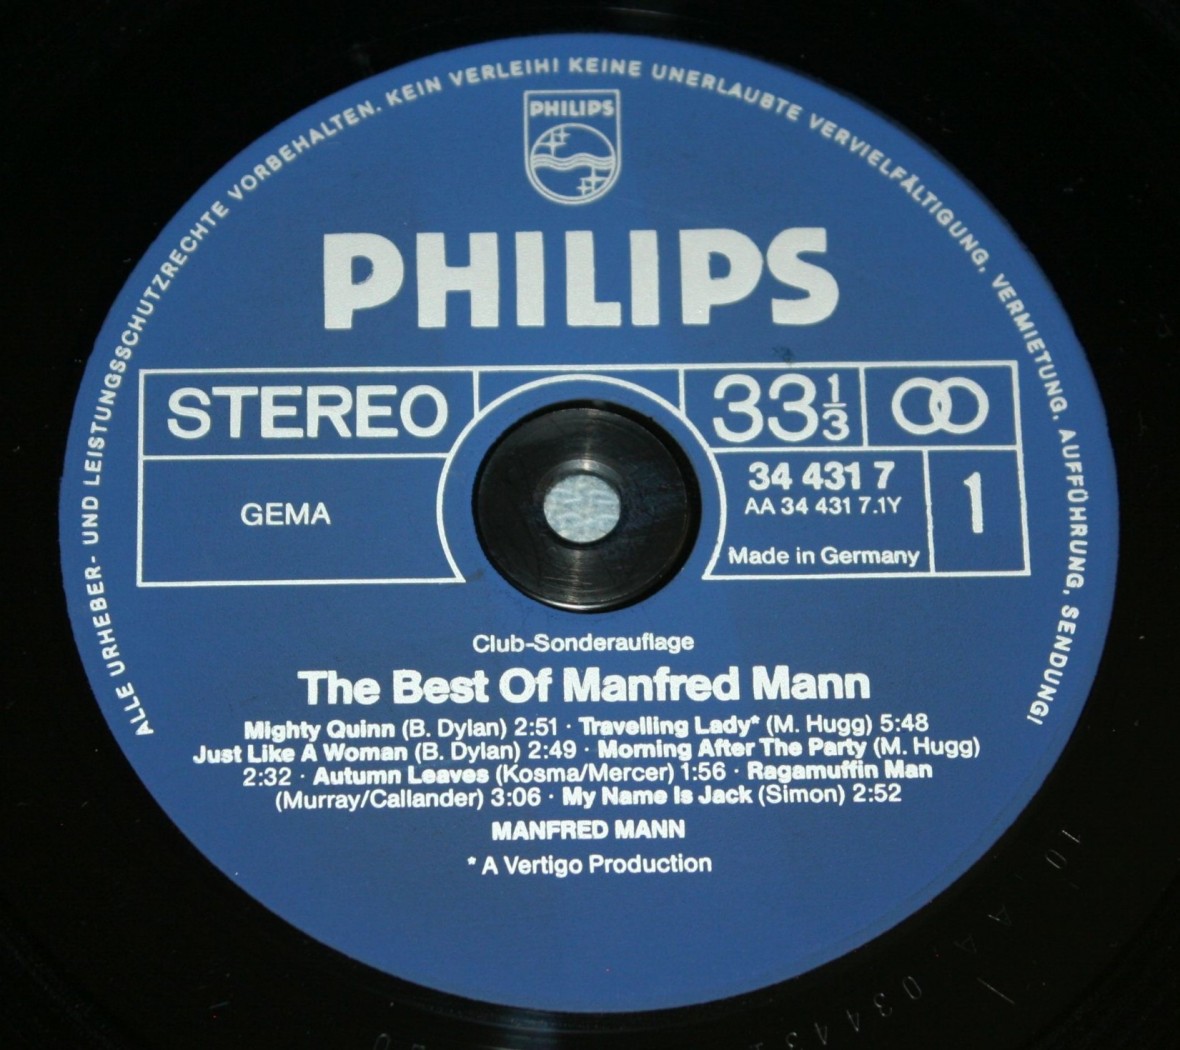 ALLE URHEBER- UND LEISTUNGSSCHUTZRECHTE VORBEHALTEN. KEIN VERLEIH! KEINE UNERLAUBTE VERVIELFÄLTIGUNG, VERMIETUNG, AUFFÜHRUNG, SENDUNG!
PHILIPS
PHILIPS
STEREO
33 1/3
GEMA
34 431 7
AA 34 431 7.1Y
Made in Germany
1
Club-Sonderauflage
The Best Of Manfred Mann
Mighty Quinn (B. Dylan) 2:51 · Travelling Lady* (M. Hugg) 5:48
Just Like A Woman (B. Dylan) 2:49 · Morning After The Party (M. Hugg)
2:32 · Autumn Leaves (Kosma/Mercer) 1:56 · Ragamuffin Man
(Murray/Callander) 3:06 · My Name Is Jack (Simon) 2:52
MANFRED MANN
* A Vertigo Production